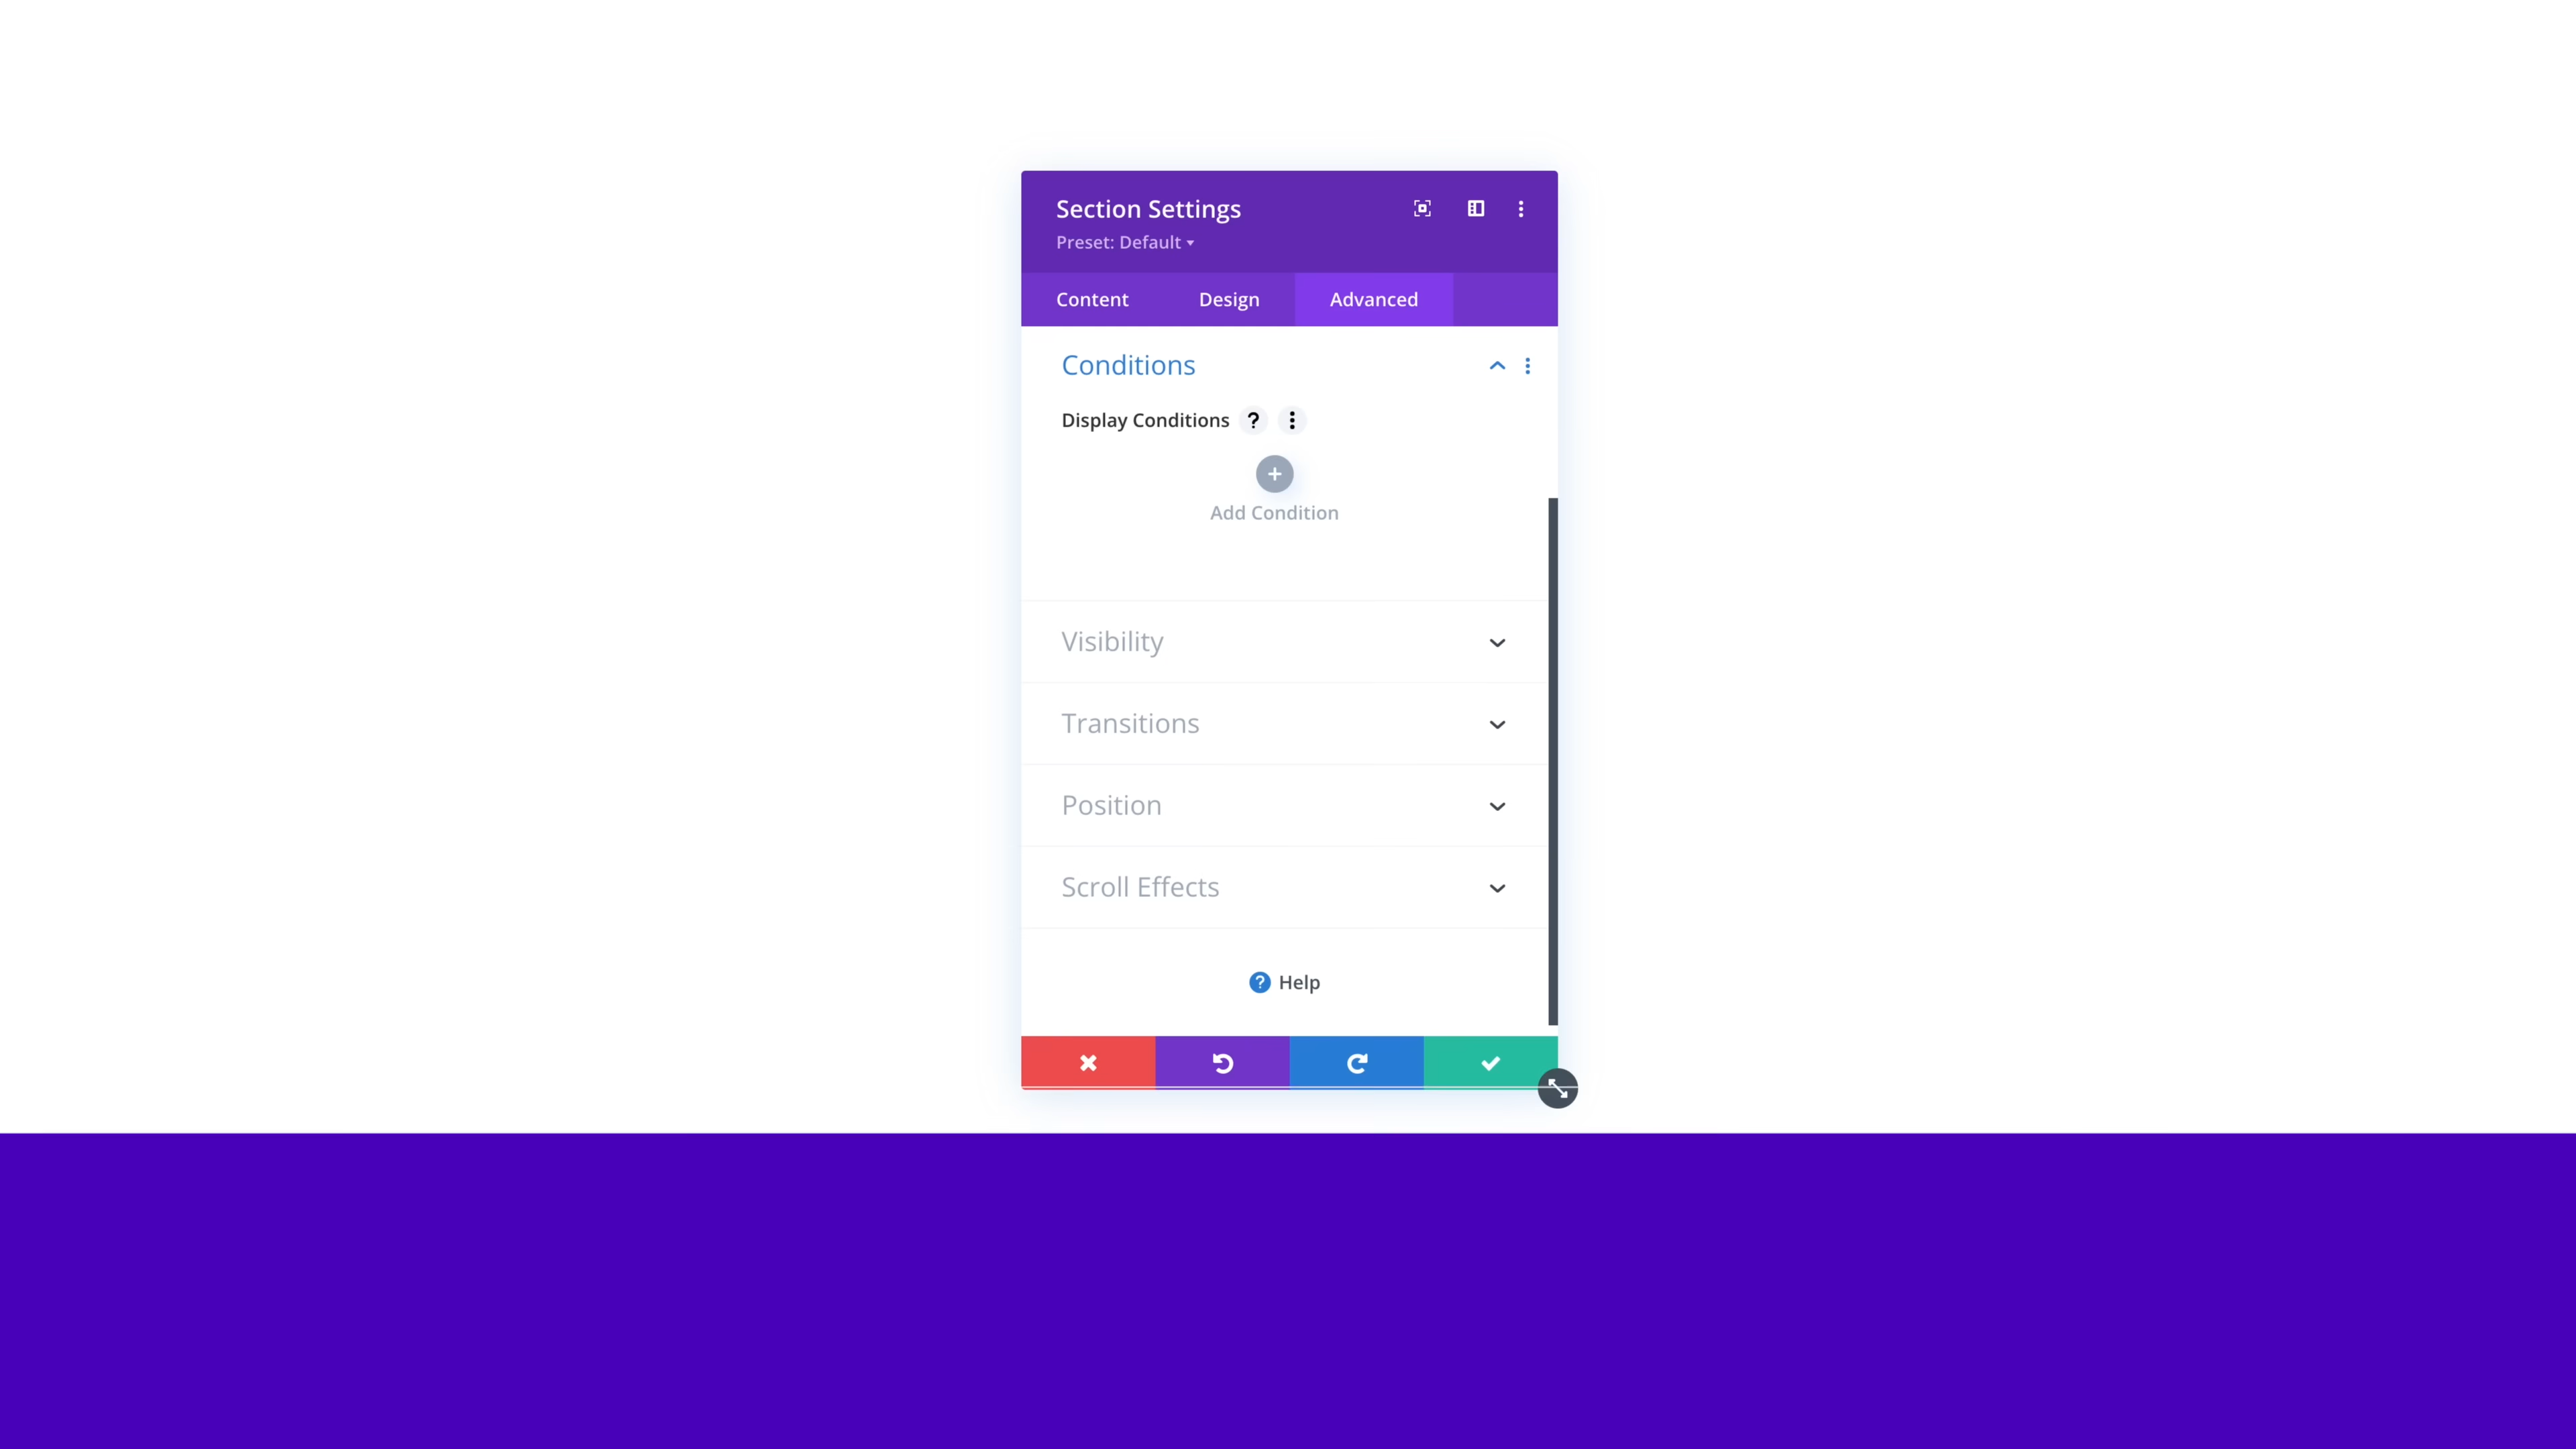 Section Settings
Preset: Default
Content Design Advanced
Conditions
Display Conditions ?
+
Add Condition
Visibility
Transitions
Position
Scroll Effects
? Help